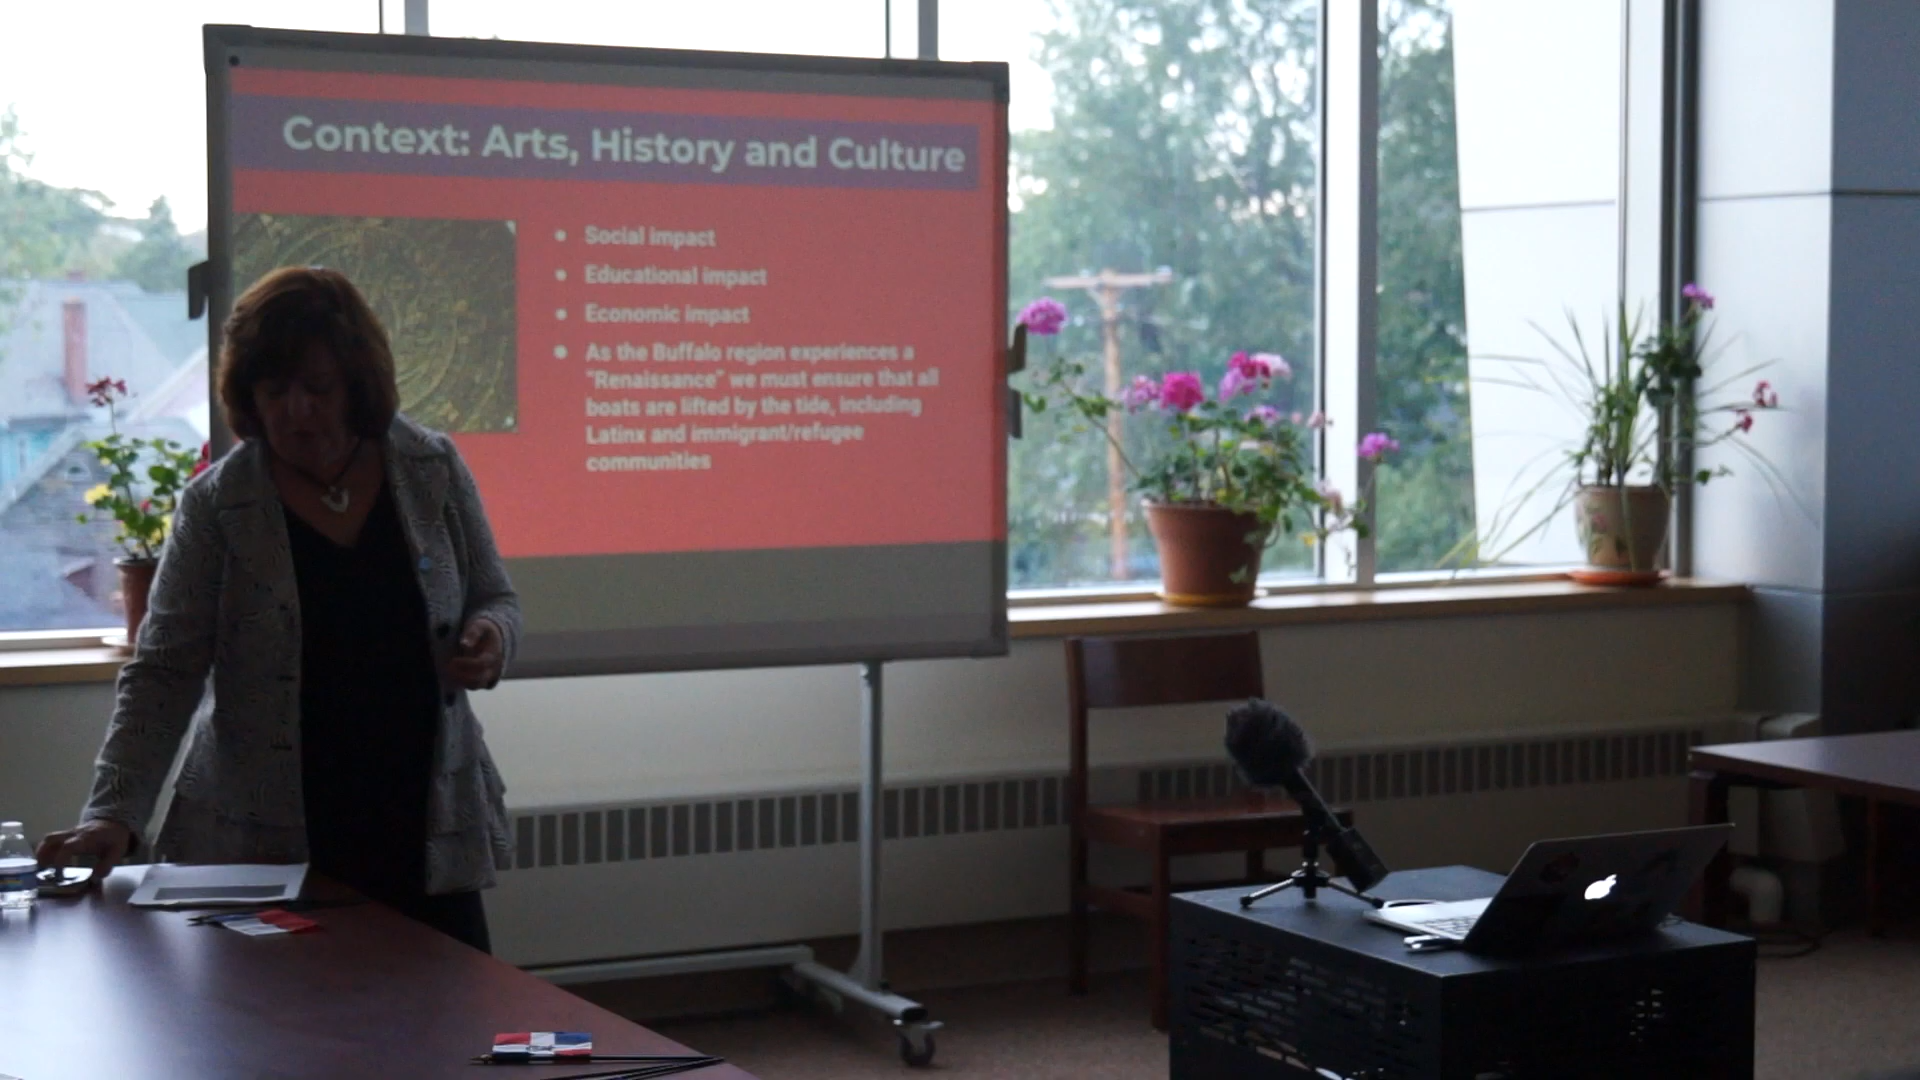 Context: Arts, History and Culture
• Social impact
• Educational impact
• Economic impact
• As the Buffalo region experiences a
"Renaissance" we must ensure that all
boats are lifted by the tide, including
Latinx and immigrant/refugee
communities